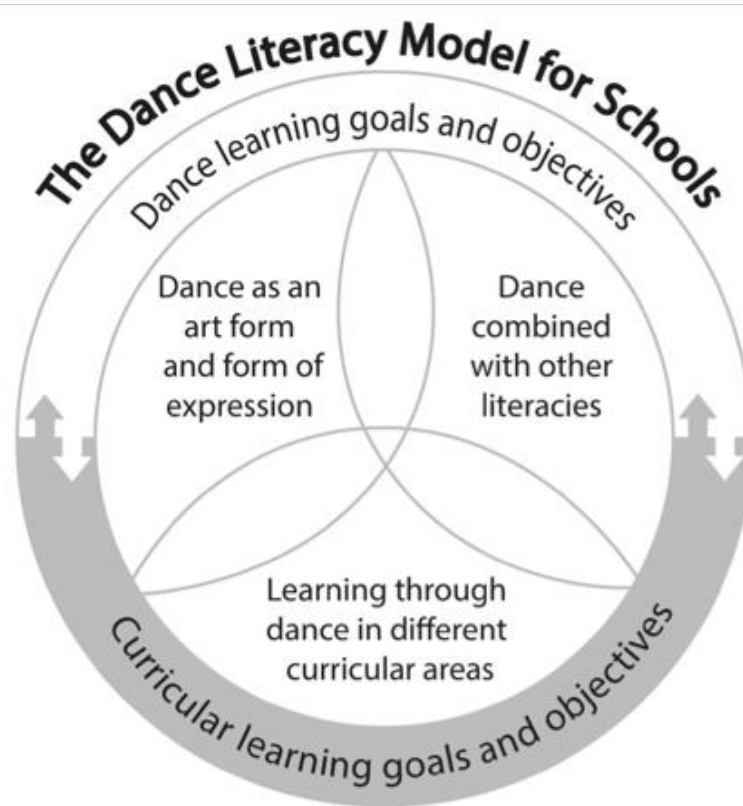 The Dance Literacy Model for Schools
Dance learning goals and objectives
Dance as an
art form
and form of
expression
Dance
combined
with other
literacies
Learning through
dance in different
curricular areas
Curricular learning goals and objectives